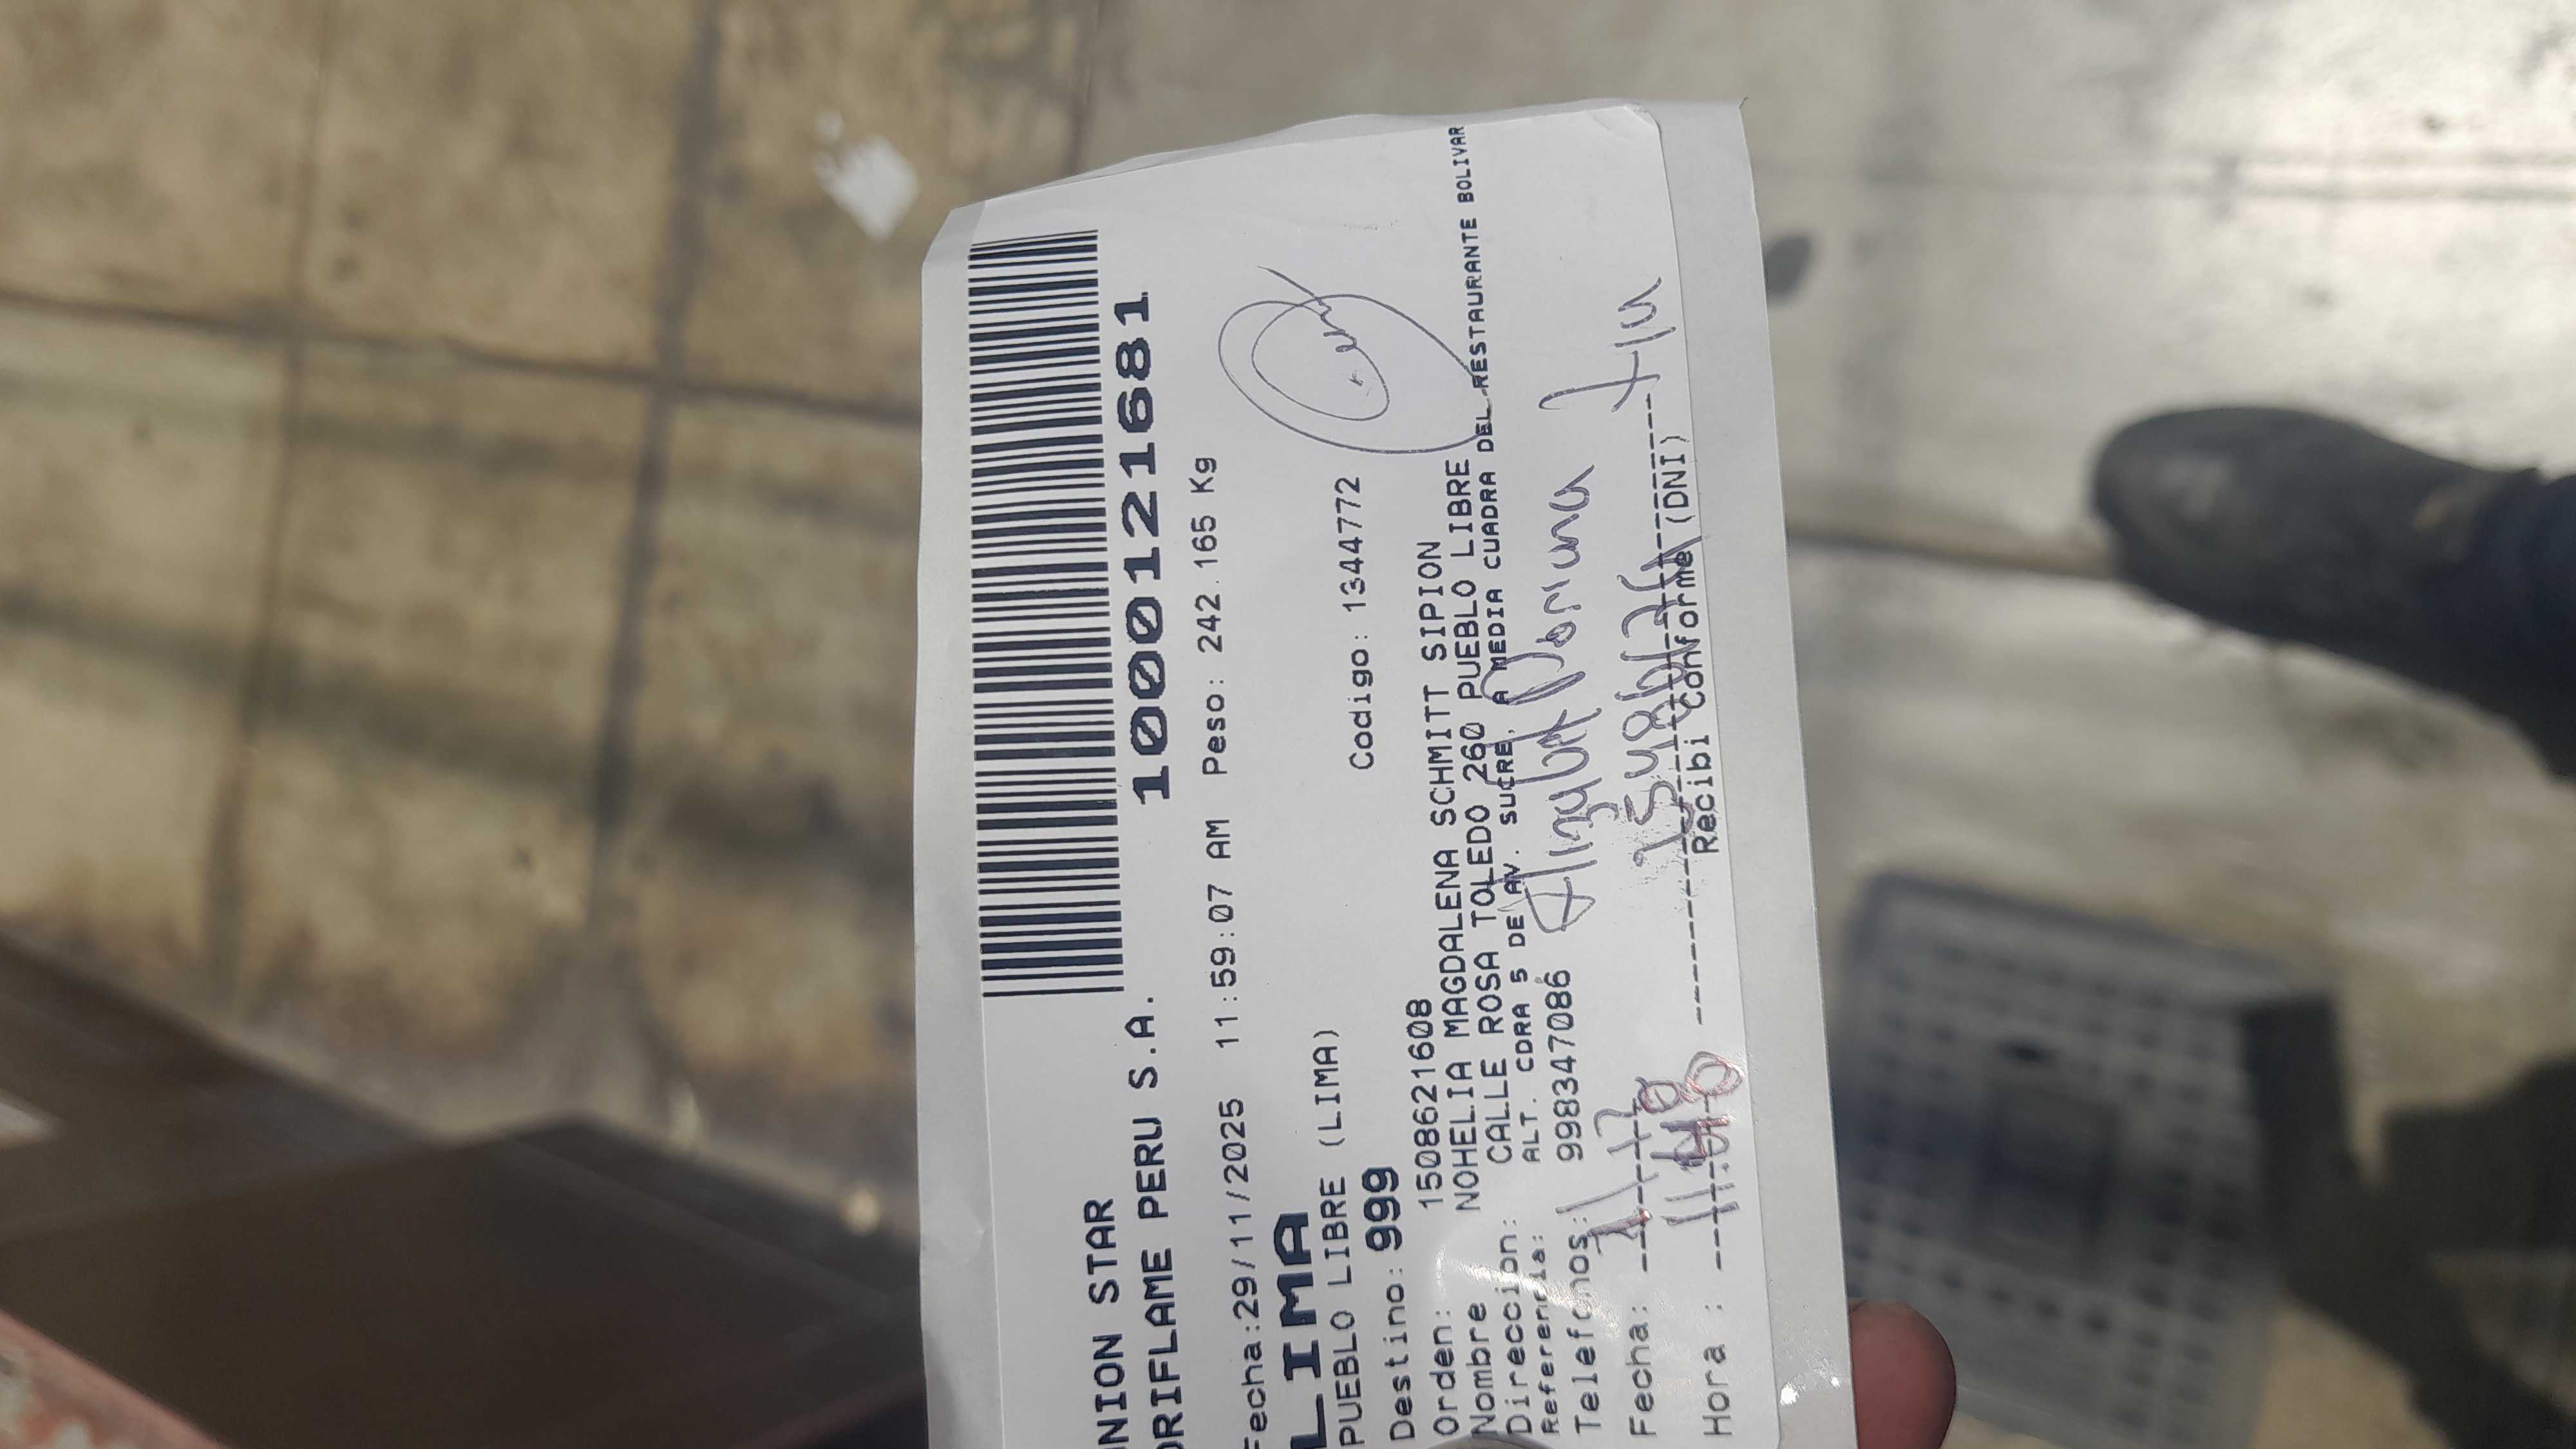 UNION STAR
ORIFLAME PERU S.A. 1000121681
Fecha:29/11/2025 11:59:07 AM Peso: 242.165 Kg
LIMA
PUEBLO LIBRE (LIMA)
Destino: 999 Codigo: 1344772
Orden: 1508621608
Nombre NOHELIA MAGDALENA SCHMITT SIPION
Direccion: CALLE ROSA TOLEDO 260 PUEBLO LIBRE
Referencia: ALT. CDRA 5 DE AV. SUCRE, A MEDIA CUADRA DEL RESTAURANTE BOLIVAR
Telefonos: 998347086
Fecha:
Hora : 11:40
Recibi Conforme (DNI)